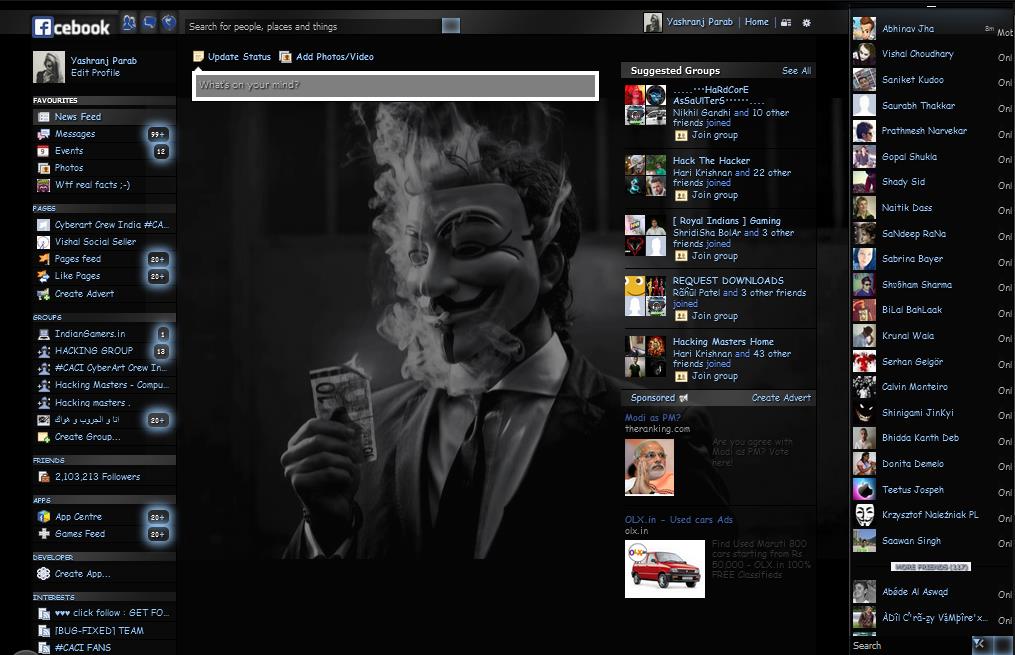 facebook
Search for people, places and things
Yashranj Parab
Home
Yashranj Parab
Edit Profile
FAVOURITES
News Feed
Messages 99+
Events 12
Photos
Wtf real facts ;-)
PAGES
Cyberart Crew India #CA...
Vishal Social Seller
Pages feed 20+
Like Pages 20+
Create Advert
GROUPS
IndianGamers.in 1
HACKING GROUP 13
#CACI CyberArt Crew In...
Hacking Masters - Compu...
Hacking masters .
انا و الجروب و هواك 20+
Create Group...
FRIENDS
2,103,213 Followers
APPS
App Centre 20+
Games Feed 20+
DEVELOPER
Create App...
INTERESTS
♥♥♥ click follow : GET FO...
[BUG-FIXED] TEAM
#CACI FANS
Update Status
Add Photos/Video
What's on your mind?
Suggested Groups
See All
.....•••HaRdCorE
AsSaUlTerS••••••....
Nikhil Gandhi and 10 other
friends joined
Join group
Hack The Hacker
Hari Krishnan and 22 other
friends joined
Join group
[ Royal Indians ] Gaming
ShridiSha BolAr and 3 other
friends joined
Join group
REQUEST DOWNLOADS
Patel and 3 other friends
joined
Join group
Hacking Masters Home
Hari Krishnan and 43 other
friends joined
Join group
Sponsored
Create Advert
Modi as PM?
theranking.com
Are you agree with
Modi as PM? Vote
here!
OLX.in - Used cars Ads
olx.in
OLX
Find Used Maruti 800
cars starting from Rs
50,000 - OLX.in 100%
FREE Classifieds
Abhinav Jha 8m Mot
Vishal Choudhary Onl
Saniket Kudoo Onl
Saurabh Thakkar Onl
Prathmesh Narvekar Onl
Gopal Shukla Onl
Shady Sid Onl
Naitik Dass Onl
SaNdeep RaNa Onl
Sabrina Bayer Onl
Shvõham Sharma Onl
BiLal BahLaak Onl
Krunal Wala Onl
Serhan Gelgör Onl
Calvin Monteiro Onl
Shinigami JinKyi Onl
Bhidda Kanth Deb Onl
Donita Demelo Onl
Teetus Jospeh Onl
Krzysztof Naleźniak PL Onl
Saawan Singh Onl
MORE FRIENDS (117)
Abðde Al Aswad Onl
Onl
Search